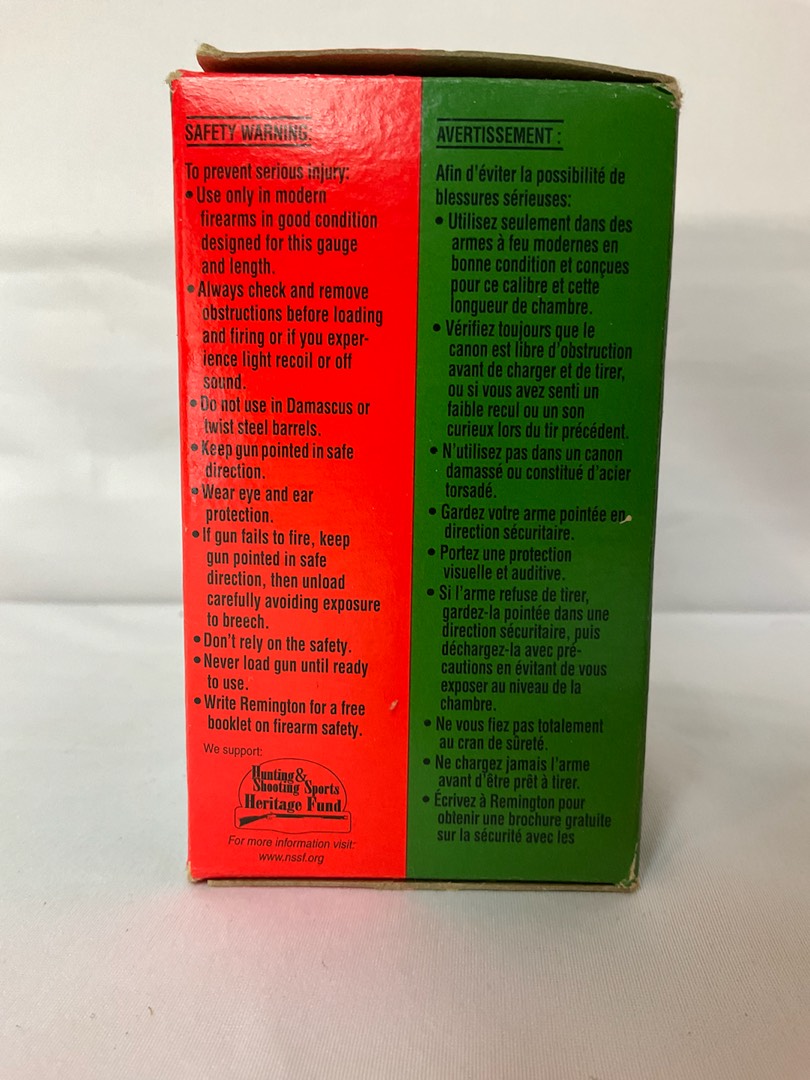 SAFETY WARNING:
To prevent serious injury:
• Use only in modern
firearms in good condition
designed for this gauge
and length.
• Always check and remove
obstructions before loading
and firing or if you exper-
ience light recoil or off
sound.
• Do not use in Damascus or
twist steel barrels.
• Keep gun pointed in safe
direction.
• Wear eye and ear
protection.
• If gun fails to fire, keep
gun pointed in safe
direction, then unload
carefully avoiding exposure
to breech.
• Don't rely on the safety.
• Never load gun until ready
to use.
• Write Remington for a free
booklet on firearm safety.
We support:
Hunting &
Shooting Sports
Heritage Fund
For more information visit:
www.nssf.org
AVERTISSEMENT :
Afin d'éviter la possibilité de
blessures sérieuses:
• Utilisez seulement dans des
armes à feu modernes en
bonne condition et conçues
pour ce calibre et cette
longueur de chambre.
• Vérifiez toujours que le
canon est libre d'obstruction
avant de charger et de tirer,
ou si vous avez senti un
faible recul ou un son
curieux lors du tir précédent.
• N'utilisez pas dans un canon
damassé ou constitué d'acier
torsadé.
• Gardez votre arme pointée en
direction sécuritaire.
• Portez une protection
visuelle et auditive.
• Si l'arme refuse de tirer,
gardez-la pointée dans une
direction sécuritaire, puis
déchargez-la avec pré-
cautions en évitant de vous
exposer au niveau de la
chambre.
• Ne vous fiez pas totalement
au cran de sûreté.
• Ne chargez jamais l'arme
avant d'être prêt à tirer.
• Écrivez à Remington pour
obtenir une brochure gratuite
sur la sécurité avec les